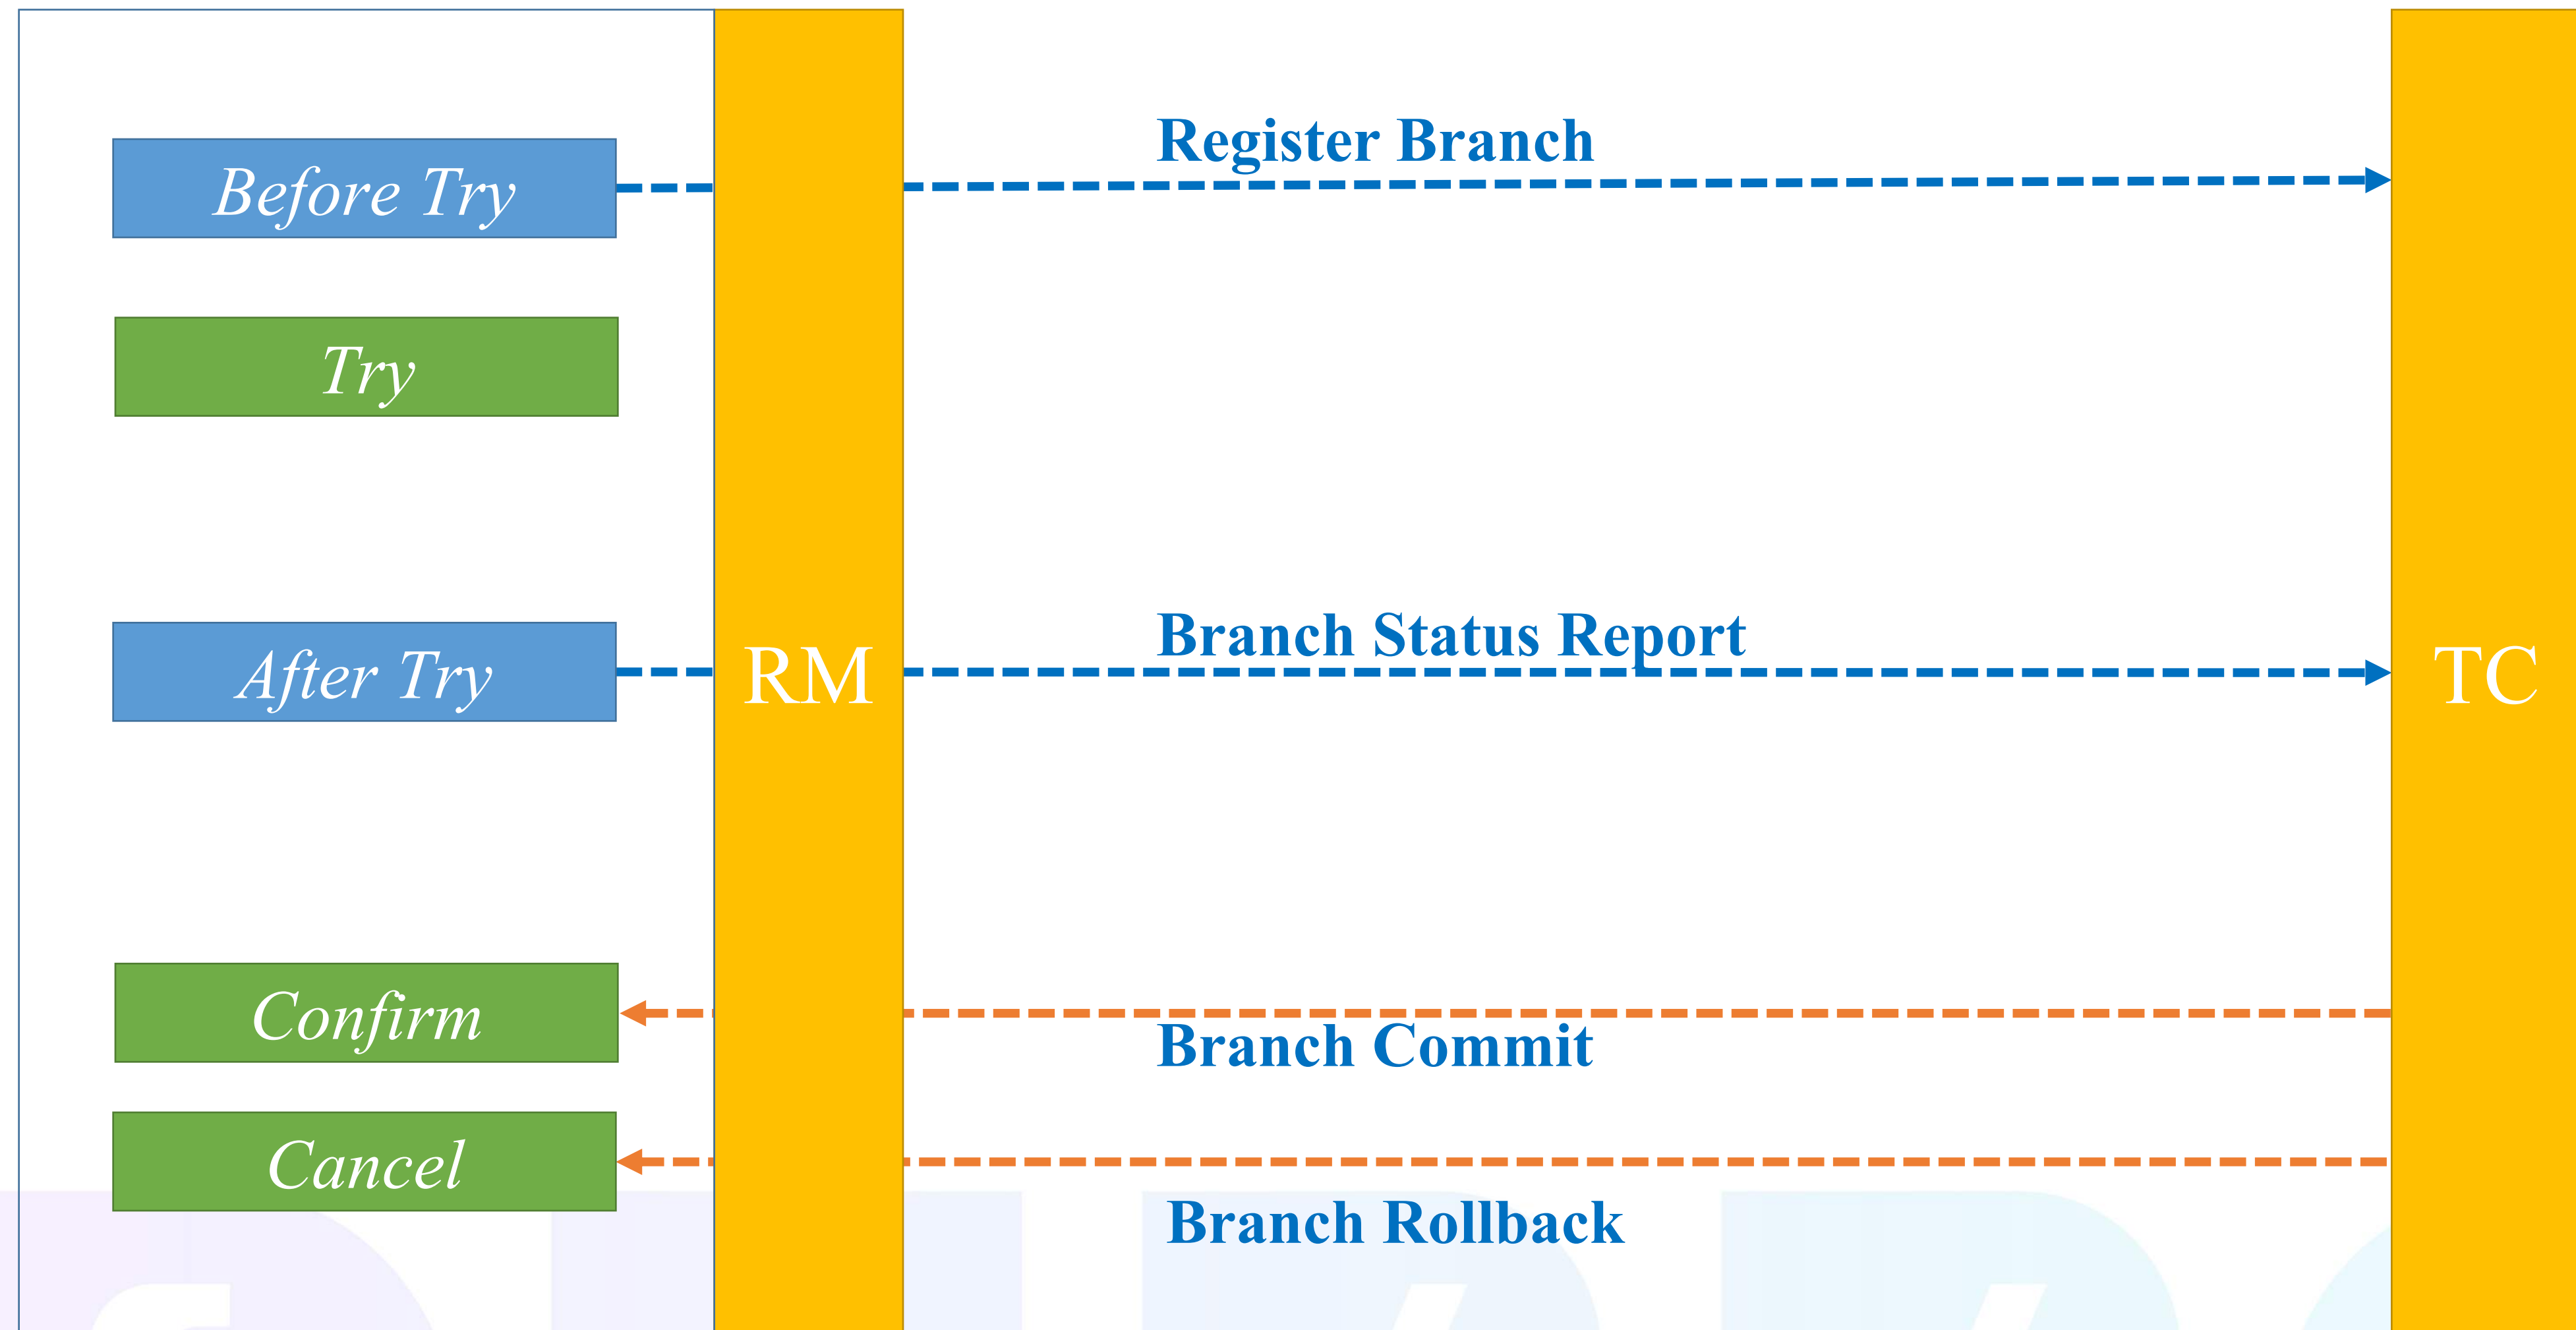 Register Branch
Before Try
Try
Branch Status Report
After Try
RM
TC
Confirm
Branch Commit
Cancel
Branch Rollback